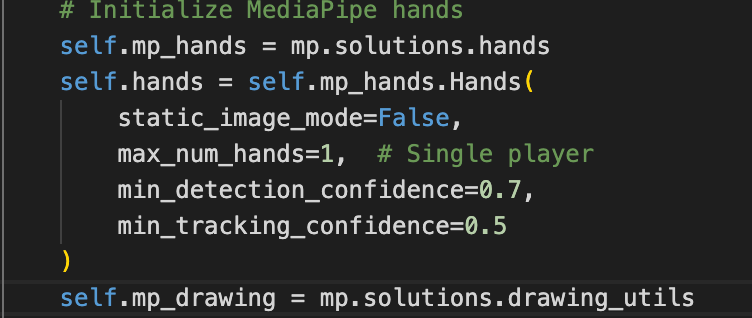 # Initialize MediaPipe hands
self.mp_hands = mp.solutions.hands
self.hands = self.mp_hands.Hands(
    static_image_mode=False,
    max_num_hands=1,  # Single player
    min_detection_confidence=0.7,
    min_tracking_confidence=0.5
)
self.mp_drawing = mp.solutions.drawing_utils